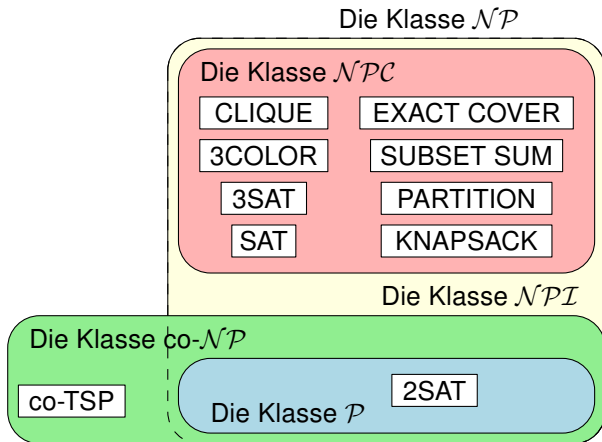 Die Klasse NP
Die Klasse NPC
CLIQUE EXACT COVER
3COLOR SUBSET SUM
3SAT PARTITION
SAT KNAPSACK
Die Klasse NPI
Die Klasse co-NP
co-TSP 2SAT
Die Klasse P